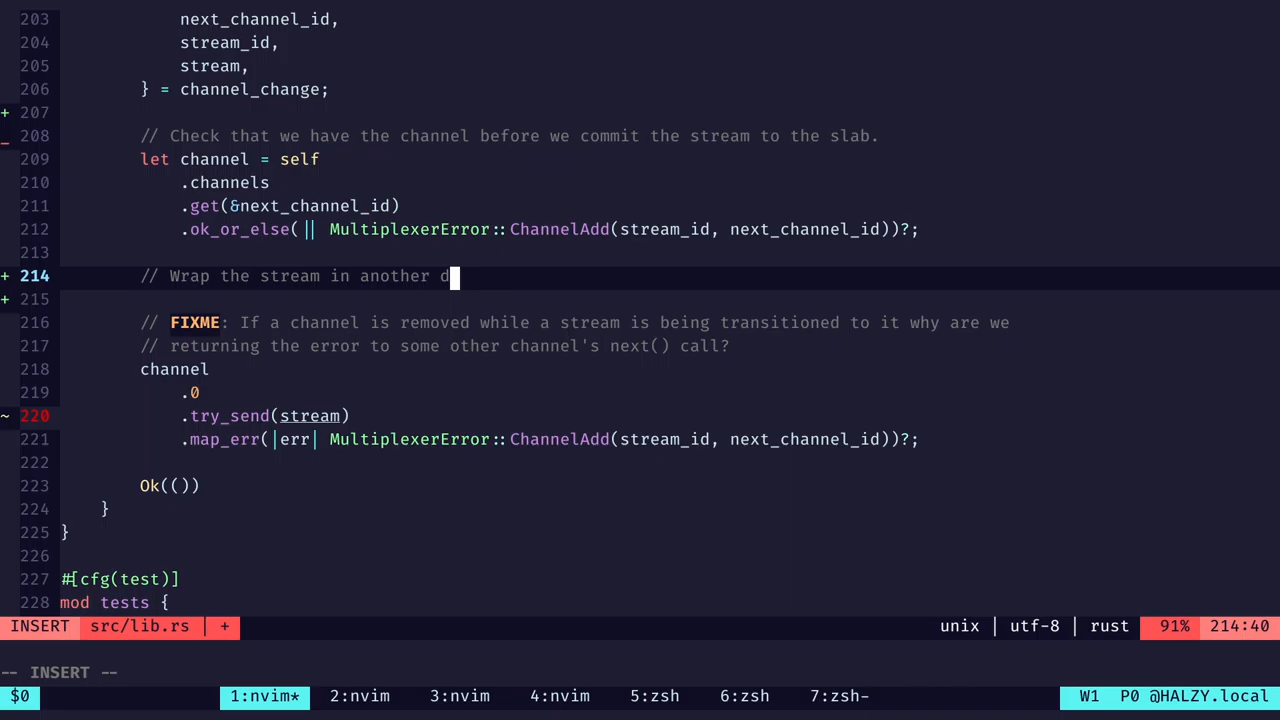 203 next_channel_id,
204 stream_id,
205 stream,
206 } = channel_change;
+ 207
_ 208 // Check that we have the channel before we commit the stream to the slab.
209 let channel = self
210 .channels
211 .get(&next_channel_id)
212 .ok_or_else(|| MultiplexerError::ChannelAdd(stream_id, next_channel_id))?;
213
+ 214 // Wrap the stream in another d
+ 215
216 // FIXME: If a channel is removed while a stream is being transitioned to it why are we
217 // returning the error to some other channel's next() call?
218 channel
219 .0
~ 220 .try_send(stream)
221 .map_err(|err| MultiplexerError::ChannelAdd(stream_id, next_channel_id))?;
222
223 Ok(())
224 }
225 }
226
227 #[cfg(test)]
228 mod tests {
INSERT src/lib.rs | + unix | utf-8 | rust 91% 214:40
-- INSERT --
$0 1:nvim* 2:nvim 3:nvim 4:nvim 5:zsh 6:zsh 7:zsh- W1 P0 @HALZY.local